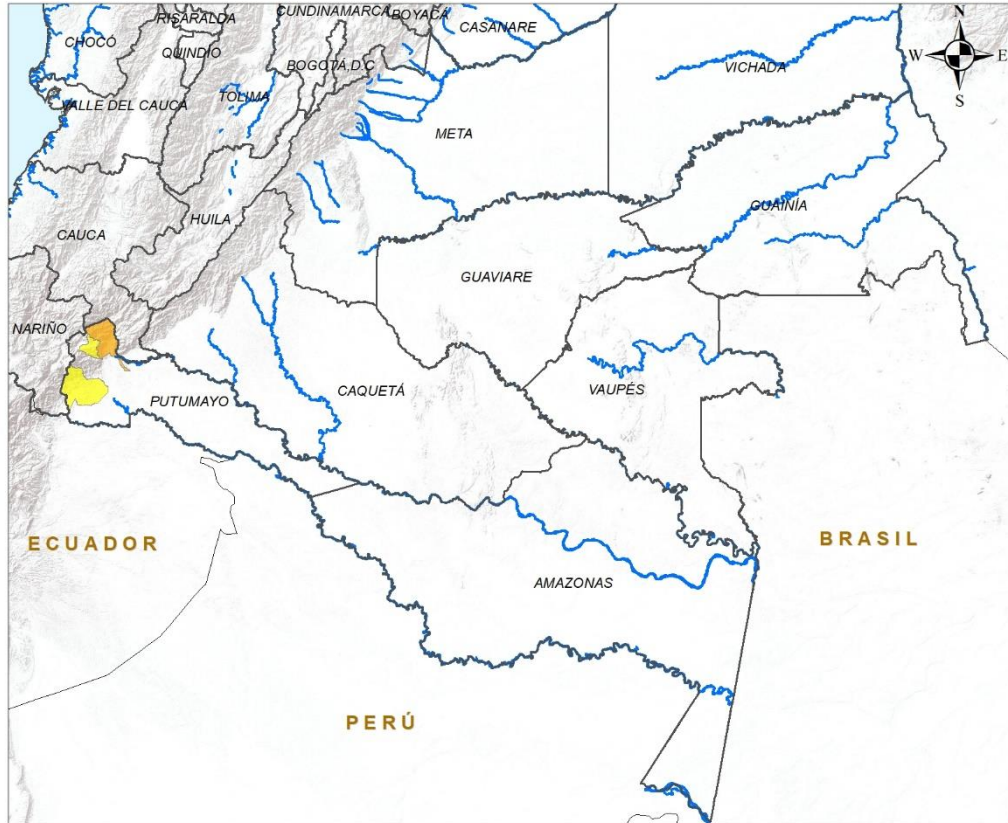 RISARALDA
CUNDINAMARCA
BOYACÁ
CASANARE
N
W
E
S
CHOCÓ
QUINDÍO
BOGOTÁ D.C
VICHADA
VALLE DEL CAUCA
TOLIMA
META
HUILA
GUAINÍA
CAUCA
GUAVIARE
NARIÑO
PUTUMAYO
CAQUETÁ
VAUPÉS
ECUADOR
BRASIL
AMAZONAS
PERÚ